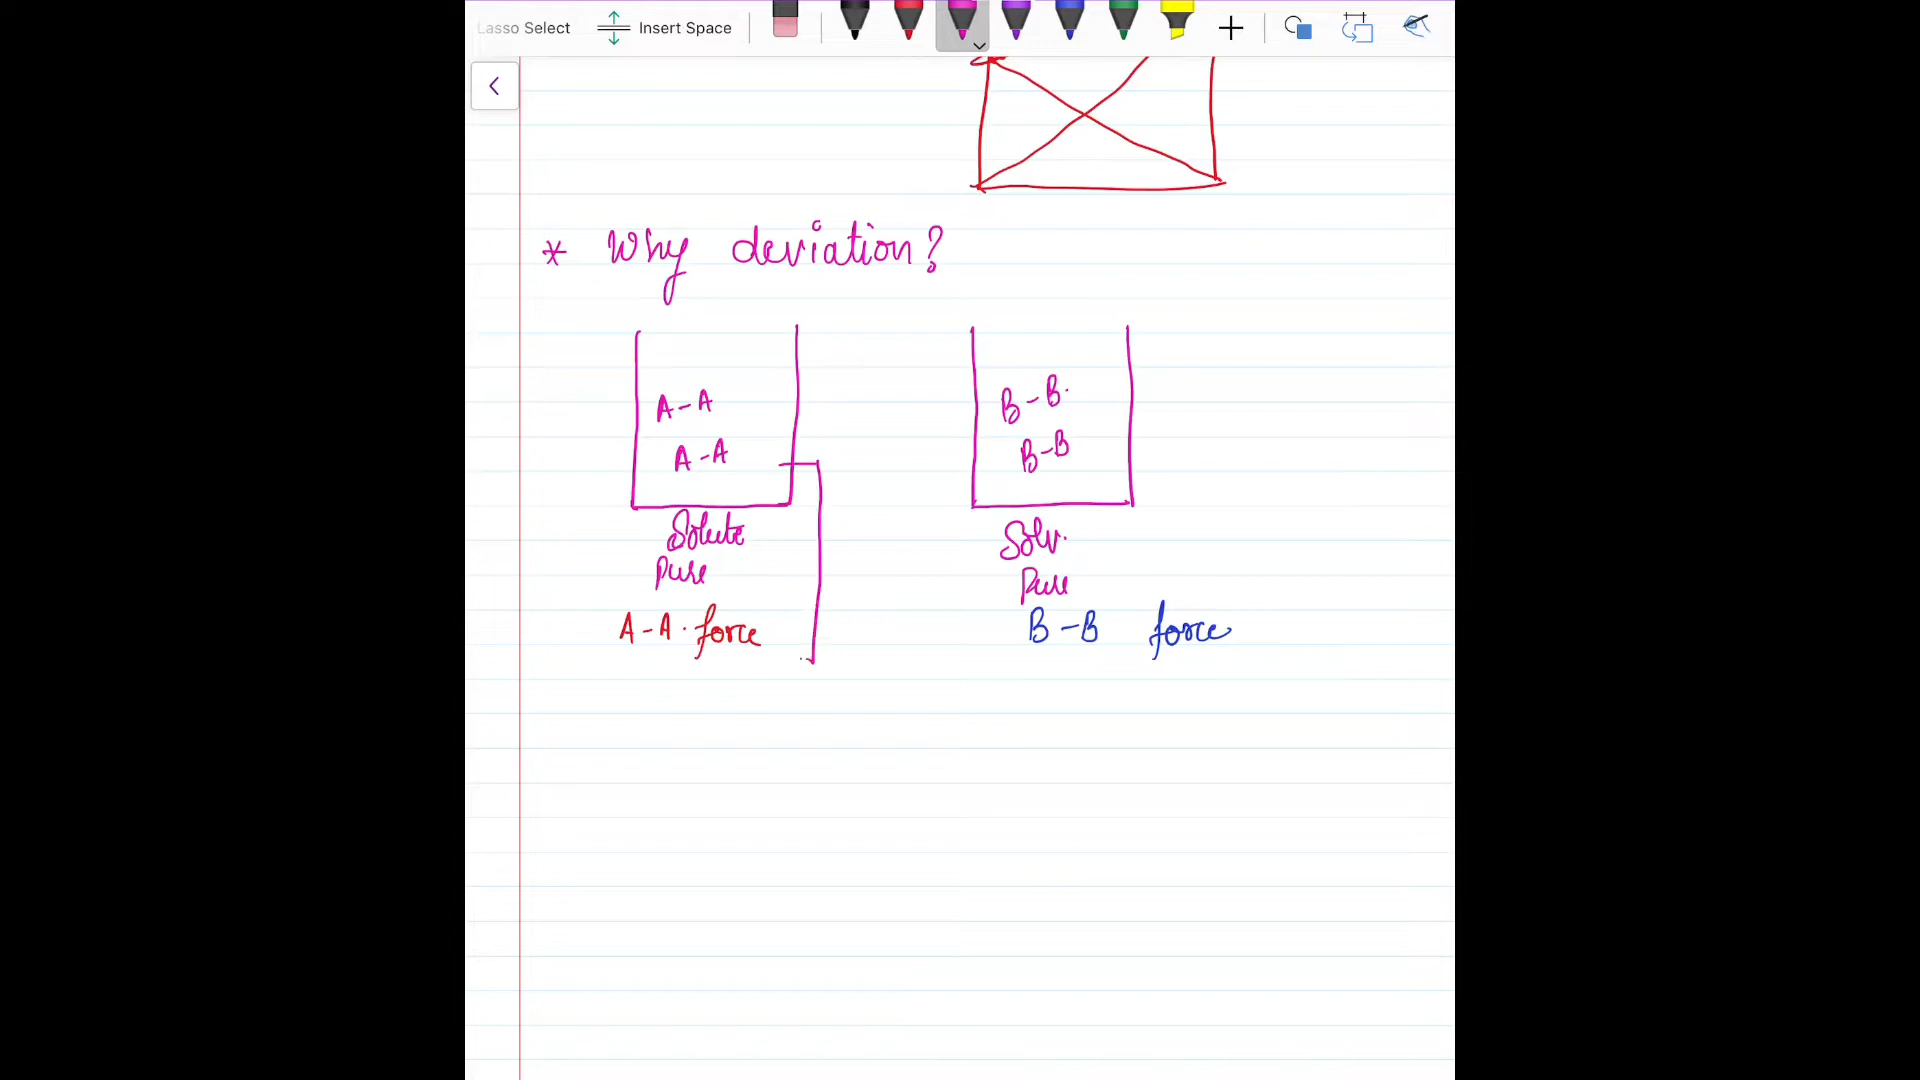 Lasso Select Insert Space
* Why deviation?
A-A B-B.
A-A B-B
Solute Solv.
Pure Pure
A-A. force B-B force